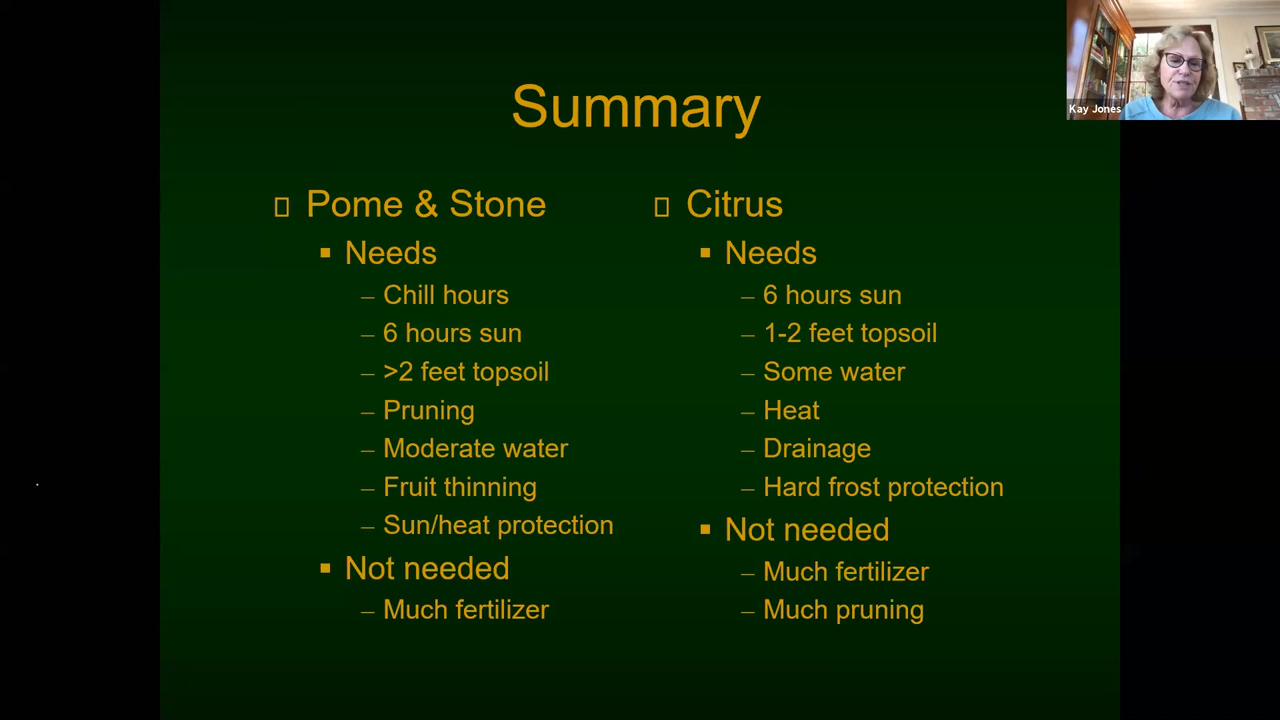 Kay Jones
Summary
Pome & Stone
Needs
– Chill hours
– 6 hours sun
– >2 feet topsoil
– Pruning
– Moderate water
– Fruit thinning
– Sun/heat protection
Not needed
– Much fertilizer
Citrus
Needs
– 6 hours sun
– 1-2 feet topsoil
– Some water
– Heat
– Drainage
– Hard frost protection
Not needed
– Much fertilizer
– Much pruning